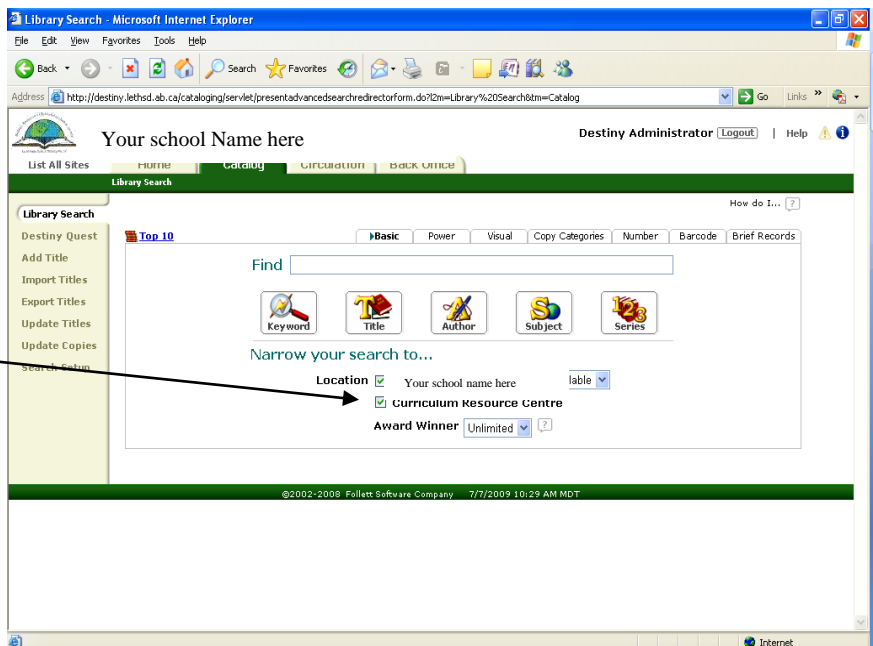 Library Search - Microsoft Internet Explorer
File Edit View Favorites Tools Help
Back Search Favorites
Address http://destiny.lethsd.ab.ca/cataloging/servlet/presentadvancedsearchredirectorform.do?l2m=Library%20Search&tm=Catalog Go Links »
Your school Name here Destiny Administrator Logout | Help
List All Sites Home Catalog Circulation Back Office
Library Search
How do I... ?
Library Search
Destiny Quest
Add Title
Import Titles
Export Titles
Update Titles
Update Copies
Search Setup
Top 10 Basic Power Visual Copy Categories Number Barcode Brief Records
Find
Keyword Title Author Subject Series
Narrow your search to...
Location Your school name here lable
Curriculum Resource Centre
Award Winner Unlimited ?
©2002-2008 Follett Software Company 7/7/2009 10:29 AM MDT
Internet